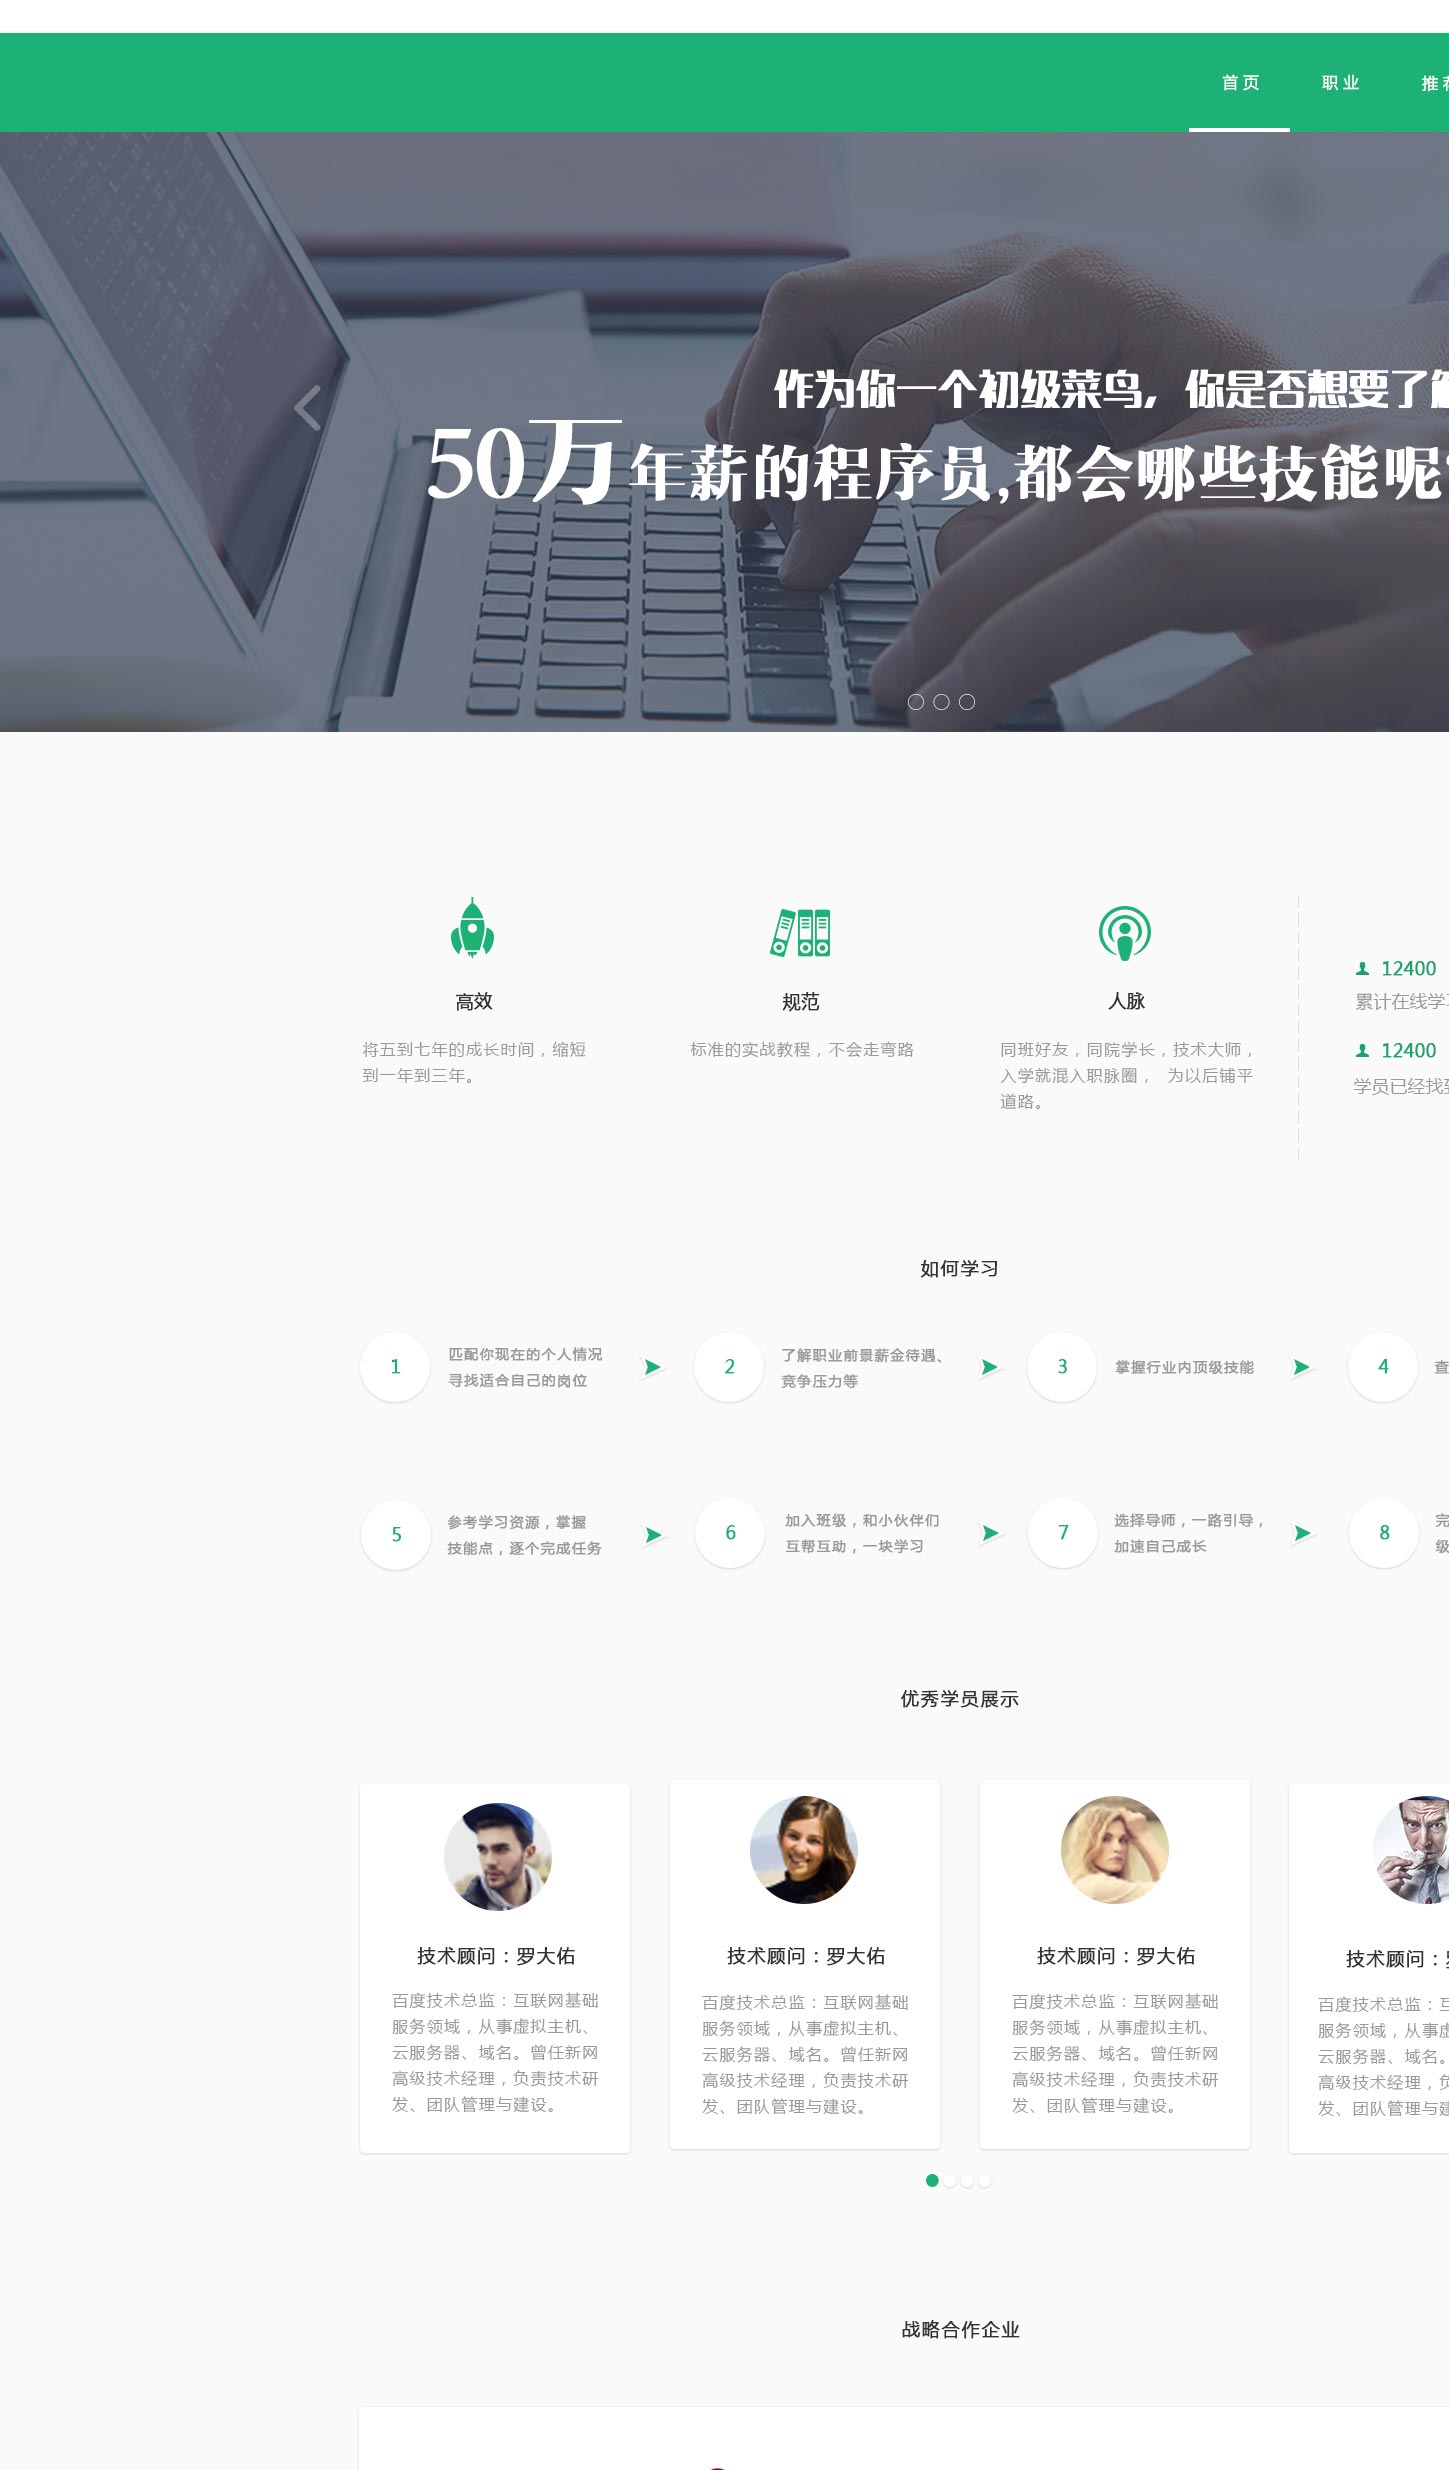 首页
职业
推
作为你一个初级菜鸟，你是否想要了
50万年薪的程序员,都会哪些技能呢
高效
将五到七年的成长时间，缩短
到一年到三年。
规范
标准的实战教程，不会走弯路
人脉
同班好友，同院学长，技术大师，
入学就混入职脉圈， 为以后铺平
道路。
12400
累计在线学
12400
学员已经找
如何学习
1
匹配你现在的个人情况
寻找适合自己的岗位
2
了解职业前景薪金待遇、
竞争压力等
3
掌握行业内顶级技能
4
查
5
参考学习资源，掌握
技能点，逐个完成任务
6
加入班级，和小伙伴们
互帮互助，一块学习
7
选择导师，一路引导，
加速自己成长
8
完
级
优秀学员展示
技术顾问：罗大佑
百度技术总监：互联网基础
服务领域，从事虚拟主机、
云服务器、域名。曾任新网
高级技术经理，负责技术研
发、团队管理与建设。
技术顾问：罗大佑
百度技术总监：互联网基础
服务领域，从事虚拟主机、
云服务器、域名。曾任新网
高级技术经理，负责技术研
发、团队管理与建设。
技术顾问：罗大佑
百度技术总监：互联网基础
服务领域，从事虚拟主机、
云服务器、域名。曾任新网
高级技术经理，负责技术研
发、团队管理与建设。
技术顾问：
百度技术总监：互
服务领域，从事虚
云服务器、域名。
高级技术经理，负
发、团队管理与建
战略合作企业